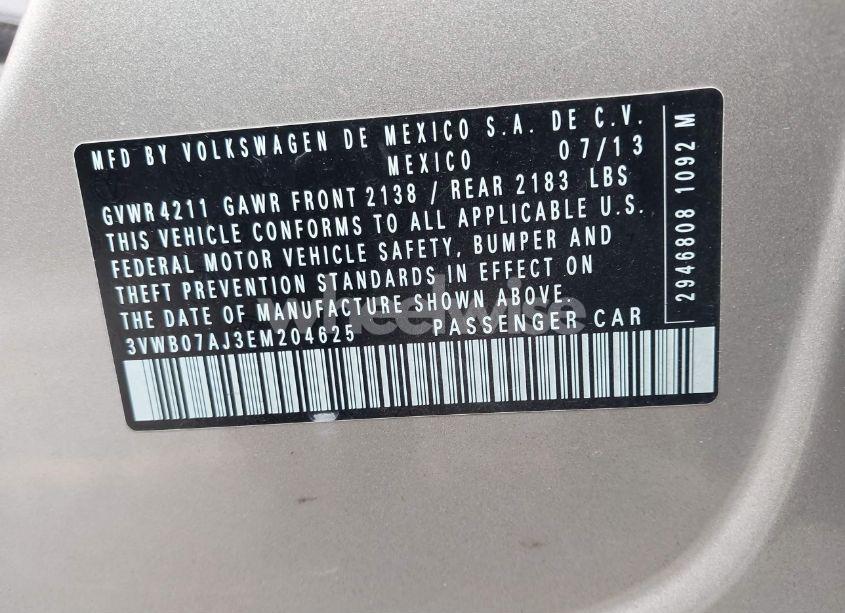 MFD BY VOLKSWAGEN DE MEXICO S.A. DE C.V.
MEXICO 07/13
GVWR4211 GAWR FRONT 2138 / REAR 2183 LBS
THIS VEHICLE CONFORMS TO ALL APPLICABLE U.S.
FEDERAL MOTOR VEHICLE SAFETY, BUMPER AND
THEFT PREVENTION STANDARDS IN EFFECT ON
THE DATE OF MANUFACTURE SHOWN ABOVE.
3VWB07AJ3EM204625 PASSENGER CAR
2946808 1092 M
wheelwise